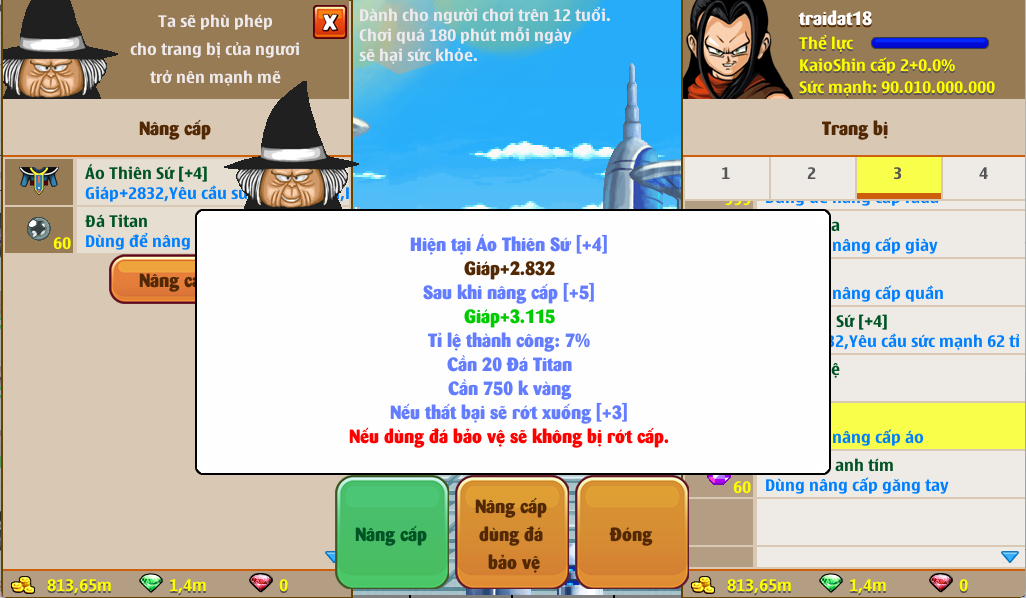 Ta sẽ phù phép
cho trang bị của ngươi
trở nên mạnh mẽ
X
Dành cho người chơi trên 12 tuổi.
Chơi quá 180 phút mỗi ngày
sẽ hại sức khỏe.
traidat18
Thể lực
KaioShin cấp 2+0.0%
Sức mạnh: 90.010.000.000
Nâng cấp
Trang bị
1
2
3
4
Áo Thiên Sứ [+4]
Giáp+2832,Yêu cầu
Đá Titan
Dùng để nâng
60
Nâng
Hiện tại Áo Thiên Sứ [+4]
Giáp+2.832
Sau khi nâng cấp [+5]
Giáp+3.115
Tỉ lệ thành công: 7%
Cần 20 Đá Titan
Cần 750 k vàng
Nếu thất bại sẽ rớt xuống [+3]
Nếu dùng đá bảo vệ sẽ không bị rớt cấp.
nâng cấp giày
nâng cấp quần
Sứ [+4]
32,Yêu cầu sức mạnh 62 tỉ
nâng cấp áo
anh tím
Dùng nâng cấp găng tay
60
Nâng cấp
Nâng cấp
dùng đá
bảo vệ
Đóng
813,65m
1,4m
0
813,65m
1,4m
0